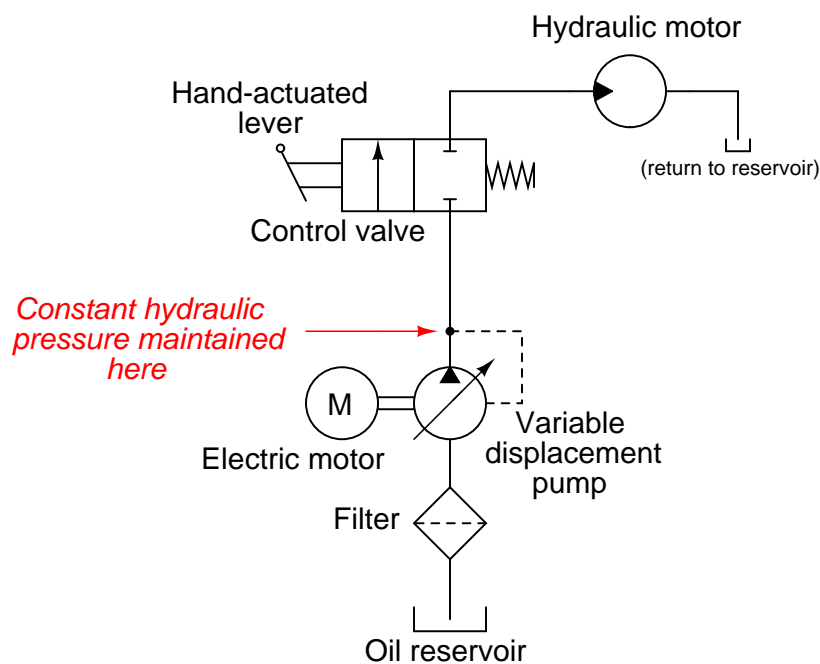 Hydraulic motor
Hand-actuated
lever
(return to reservoir)
Control valve
Constant hydraulic
pressure maintained
here
M
Variable
displacement
pump
Electric motor
Filter
Oil reservoir